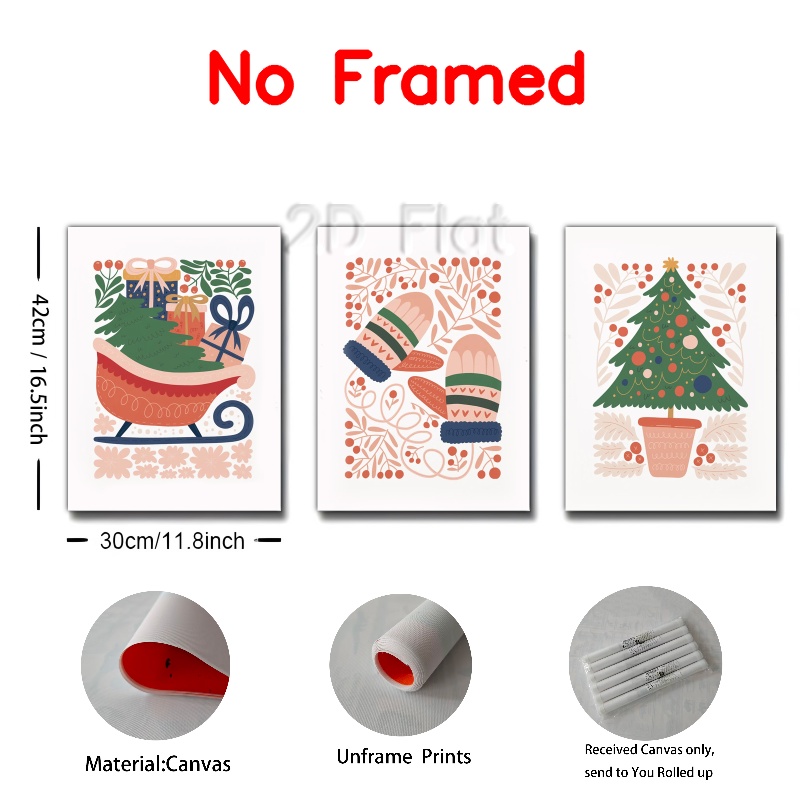 No Framed
2D Flat
42cm / 16.5inch
30cm/11.8inch
Material:Canvas
Unframe Prints
Received Canvas only,
send to You Rolled up